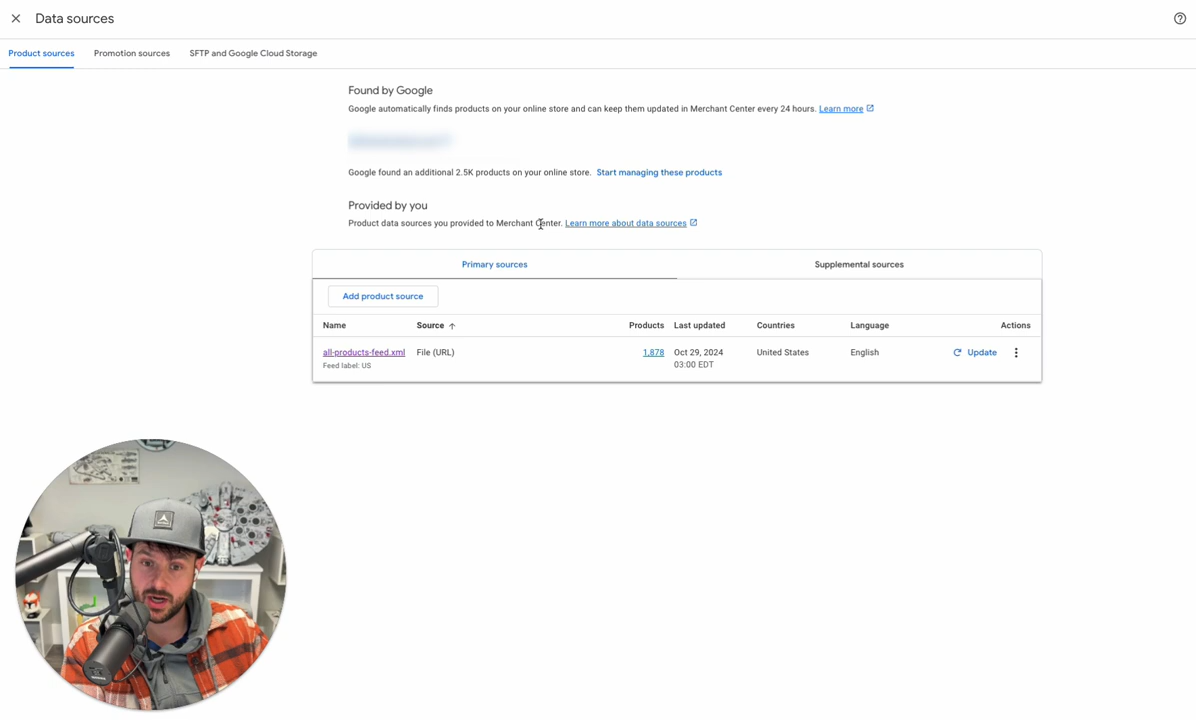 Data sources
Product sources
Promotion sources
SFTP and Google Cloud Storage
Found by Google
Google automatically finds products on your online store and can keep them updated in Merchant Center every 24 hours. Learn more
Google found an additional 2.5K products on your online store. Start managing these products
Provided by you
Product data sources you provided to Merchant Center. Learn more about data sources
Primary sources
Supplemental sources
Add product source
Name Source Products Last updated Countries Language Actions
all-products-feed.xml File (URL) 1,878 Oct 29, 2024 United States English Update
Feed label: US 03:00 EDT